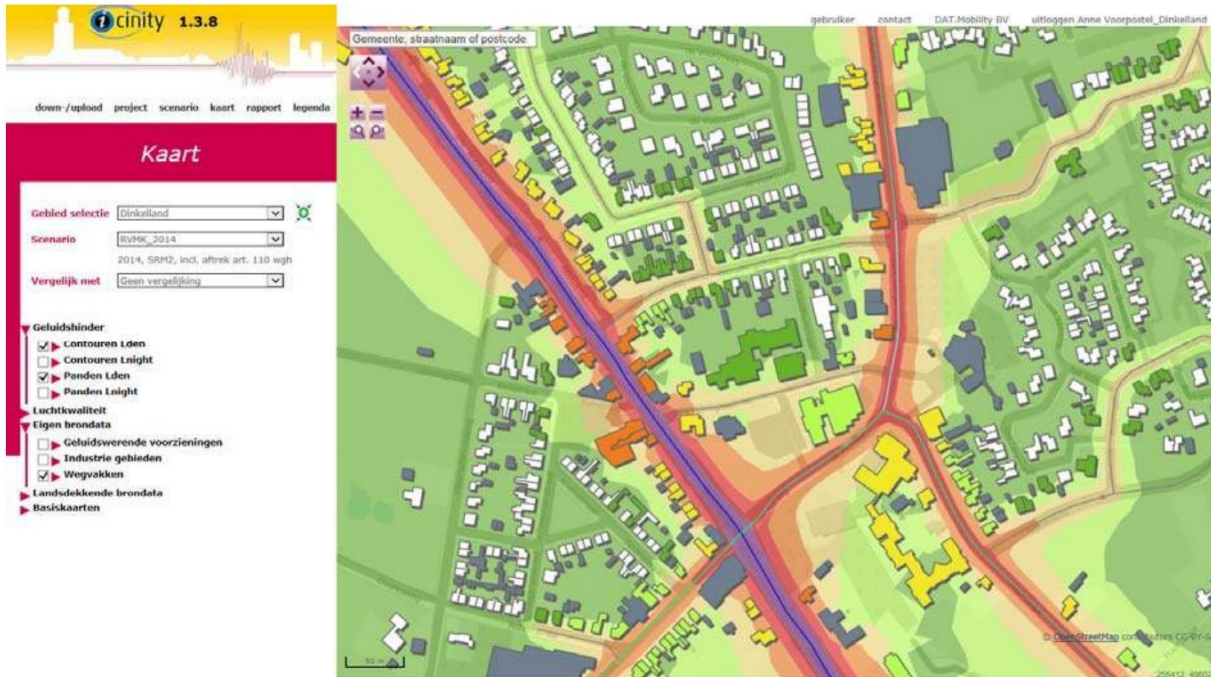 icinity 1.3.8
gebruiker contact DAT.Mobility BV uitloggen Anne Voorpostel_Dinkelland
Gemeente, straatnaam of postcode
down-/upload project scenario kaart rapport legenda
Kaart
Gebied selectie Dinkelland
Scenario RVMK_2014
2014, SRM2, incl. aftrek art. 110 wgh
Vergelijk met Geen vergelijking
Geluidshinder
Contouren Lden
Contouren Lnight
Panden Lden
Panden Lnight
Luchtkwaliteit
Eigen brondata
Geluidswerende voorzieningen
Industrie gebieden
Wegvakken
Landsdekkende brondata
Basiskaarten
© OpenStreetMap contributors CC-BY-S
50 m